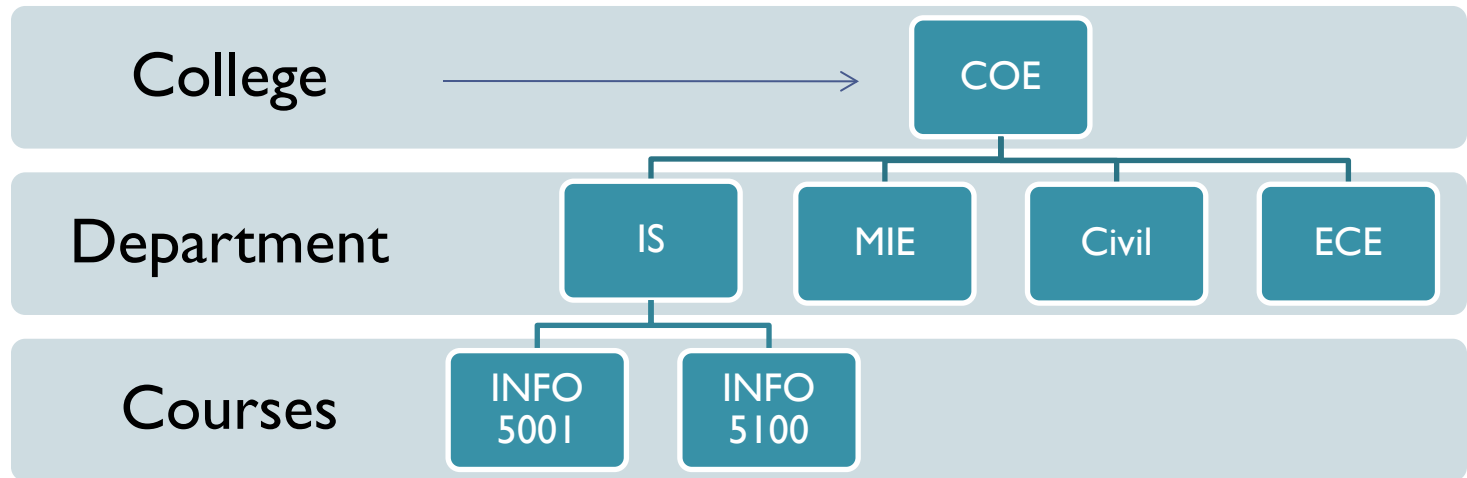 College
COE
Department
IS
MIE
Civil
ECE
Courses
INFO
5001
INFO
5100